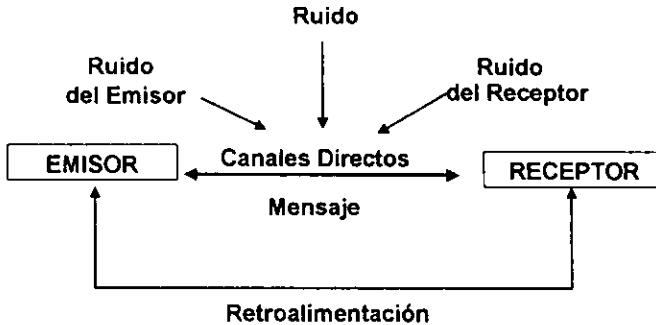 Ruido
Ruido
del Emisor
Ruido
del Receptor
EMISOR
Canales Directos
RECEPTOR
Mensaje
Retroalimentación